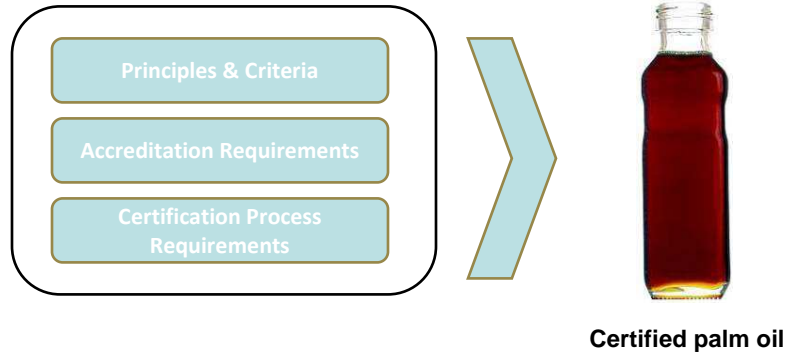 Principles & Criteria
Accreditation Requirements
Certification Process
Requirements
Certified palm oil